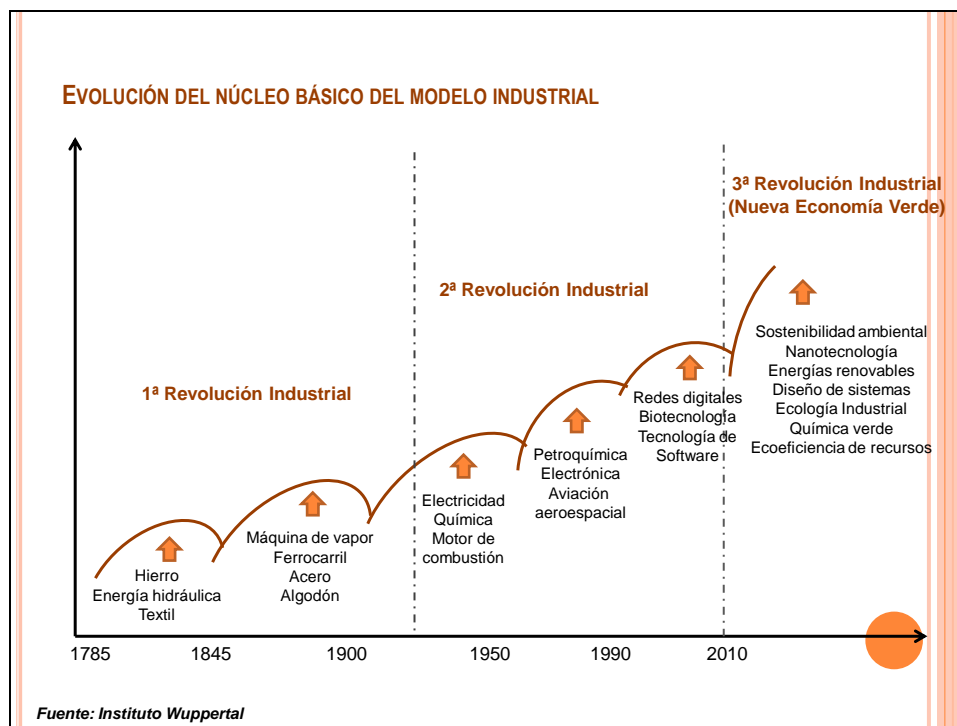 EVOLUCIÓN DEL NÚCLEO BÁSICO DEL MODELO INDUSTRIAL
3ª Revolución Industrial
(Nueva Economía Verde)
2ª Revolución Industrial
1ª Revolución Industrial
Hierro
Energía hidráulica
Textil
Máquina de vapor
Ferrocarril
Acero
Algodón
Electricidad
Química
Motor de
combustión
Petroquímica
Electrónica
Aviación
aeroespacial
Redes digitales
Biotecnología
Tecnología de
Software
Sostenibilidad ambiental
Nanotecnología
Energías renovables
Diseño de sistemas
Ecología Industrial
Química verde
Ecoeficiencia de recursos
1785 1845 1900 1950 1990 2010
Fuente: Instituto Wuppertal